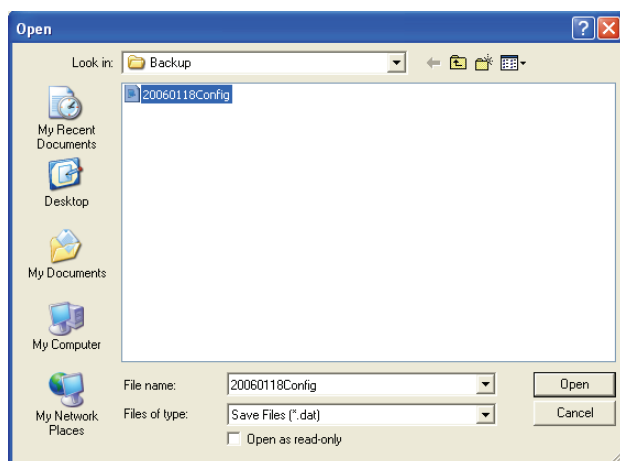 Open
Look in:
Backup
20060118Config
My Recent
Documents
Desktop
My Documents
My Computer
My Network
Places
File name:
20060118Config
Open
Files of type:
Save Files (*.dat)
Cancel
Open as read-only